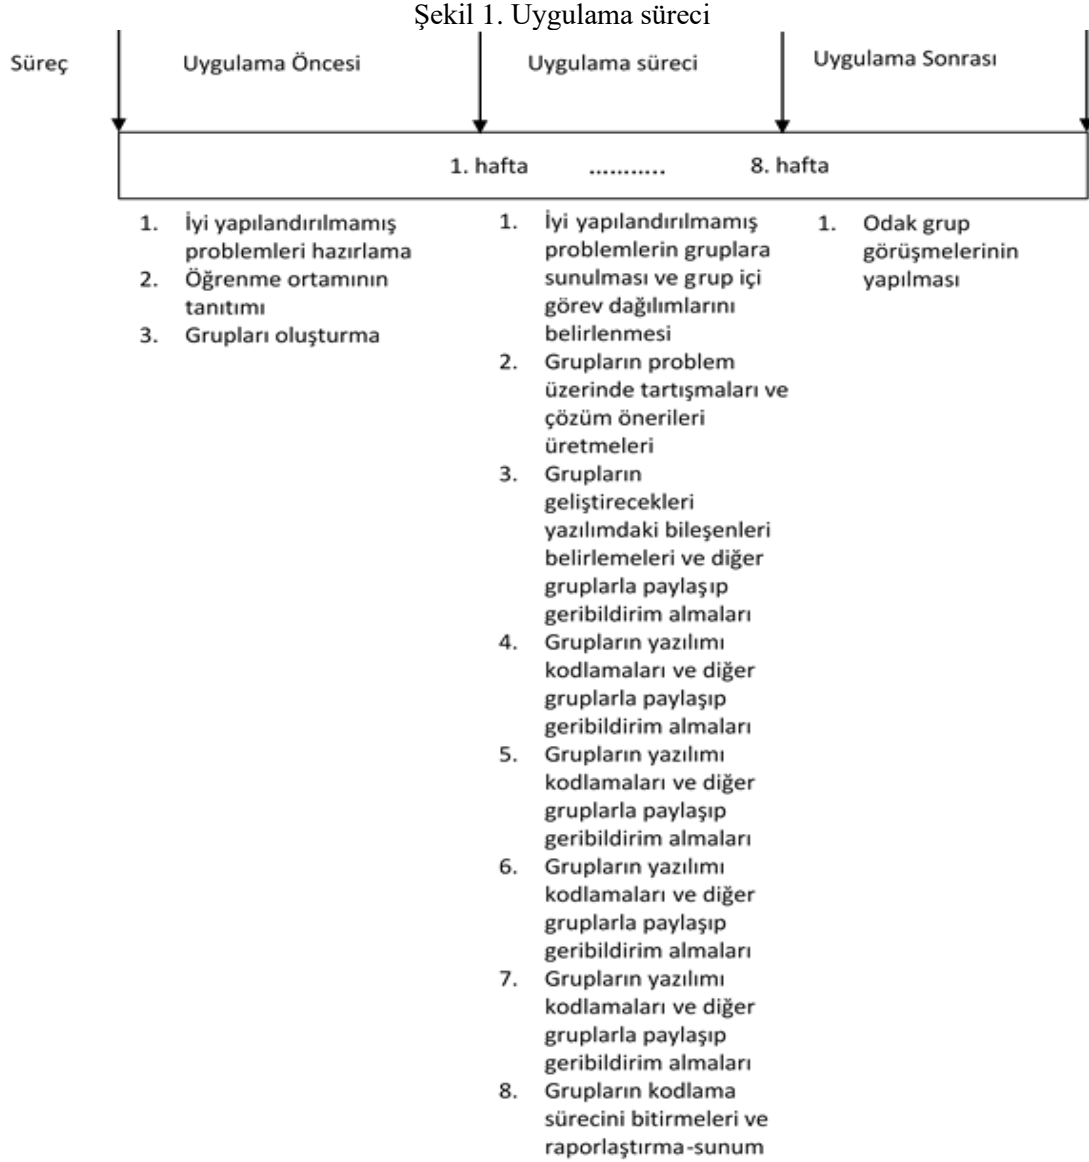 Şekil 1. Uygulama süreci
Süreç
Uygulama Öncesi
Uygulama süreci
Uygulama Sonrası
1. hafta ........... 8. hafta
1. İyi yapılandırılmamış
problemleri hazırlama
2. Öğrenme ortamının
tanıtımı
3. Grupları oluşturma
1. İyi yapılandırılmamış
problemlerin gruplara
sunulması ve grup içi
görev dağılımlarını
belirlenmesi
2. Grupların problem
üzerinde tartışmaları ve
çözüm önerileri
üretmeleri
3. Grupların
geliştirecekleri
yazılımdaki bileşenleri
belirlemeleri ve diğer
gruplarla paylaşıp
geribildirim almaları
4. Grupların yazılımı
kodlamaları ve diğer
gruplarla paylaşıp
geribildirim almaları
5. Grupların yazılımı
kodlamaları ve diğer
gruplarla paylaşıp
geribildirim almaları
6. Grupların yazılımı
kodlamaları ve diğer
gruplarla paylaşıp
geribildirim almaları
7. Grupların yazılımı
kodlamaları ve diğer
gruplarla paylaşıp
geribildirim almaları
8. Grupların kodlama
sürecini bitirmeleri ve
raporlaştırma-sunum
1. Odak grup
görüşmelerinin
yapılması